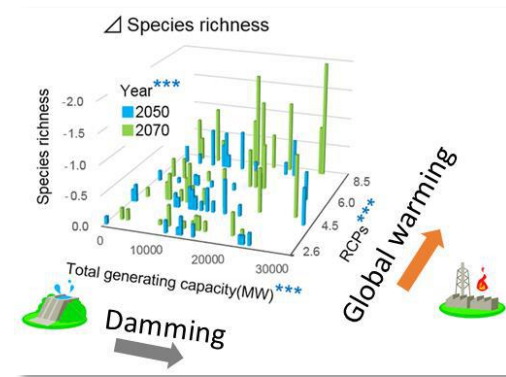 ⊿ Species richness
Year***
2050
2070
Species richness
-2.0
-1.5
-1.0
-0.5
0.0
0
10000
20000
30000
Total generating capacity(MW)***
2.6
4.5
6.0
8.5
RCPs ***
Global warming
Damming